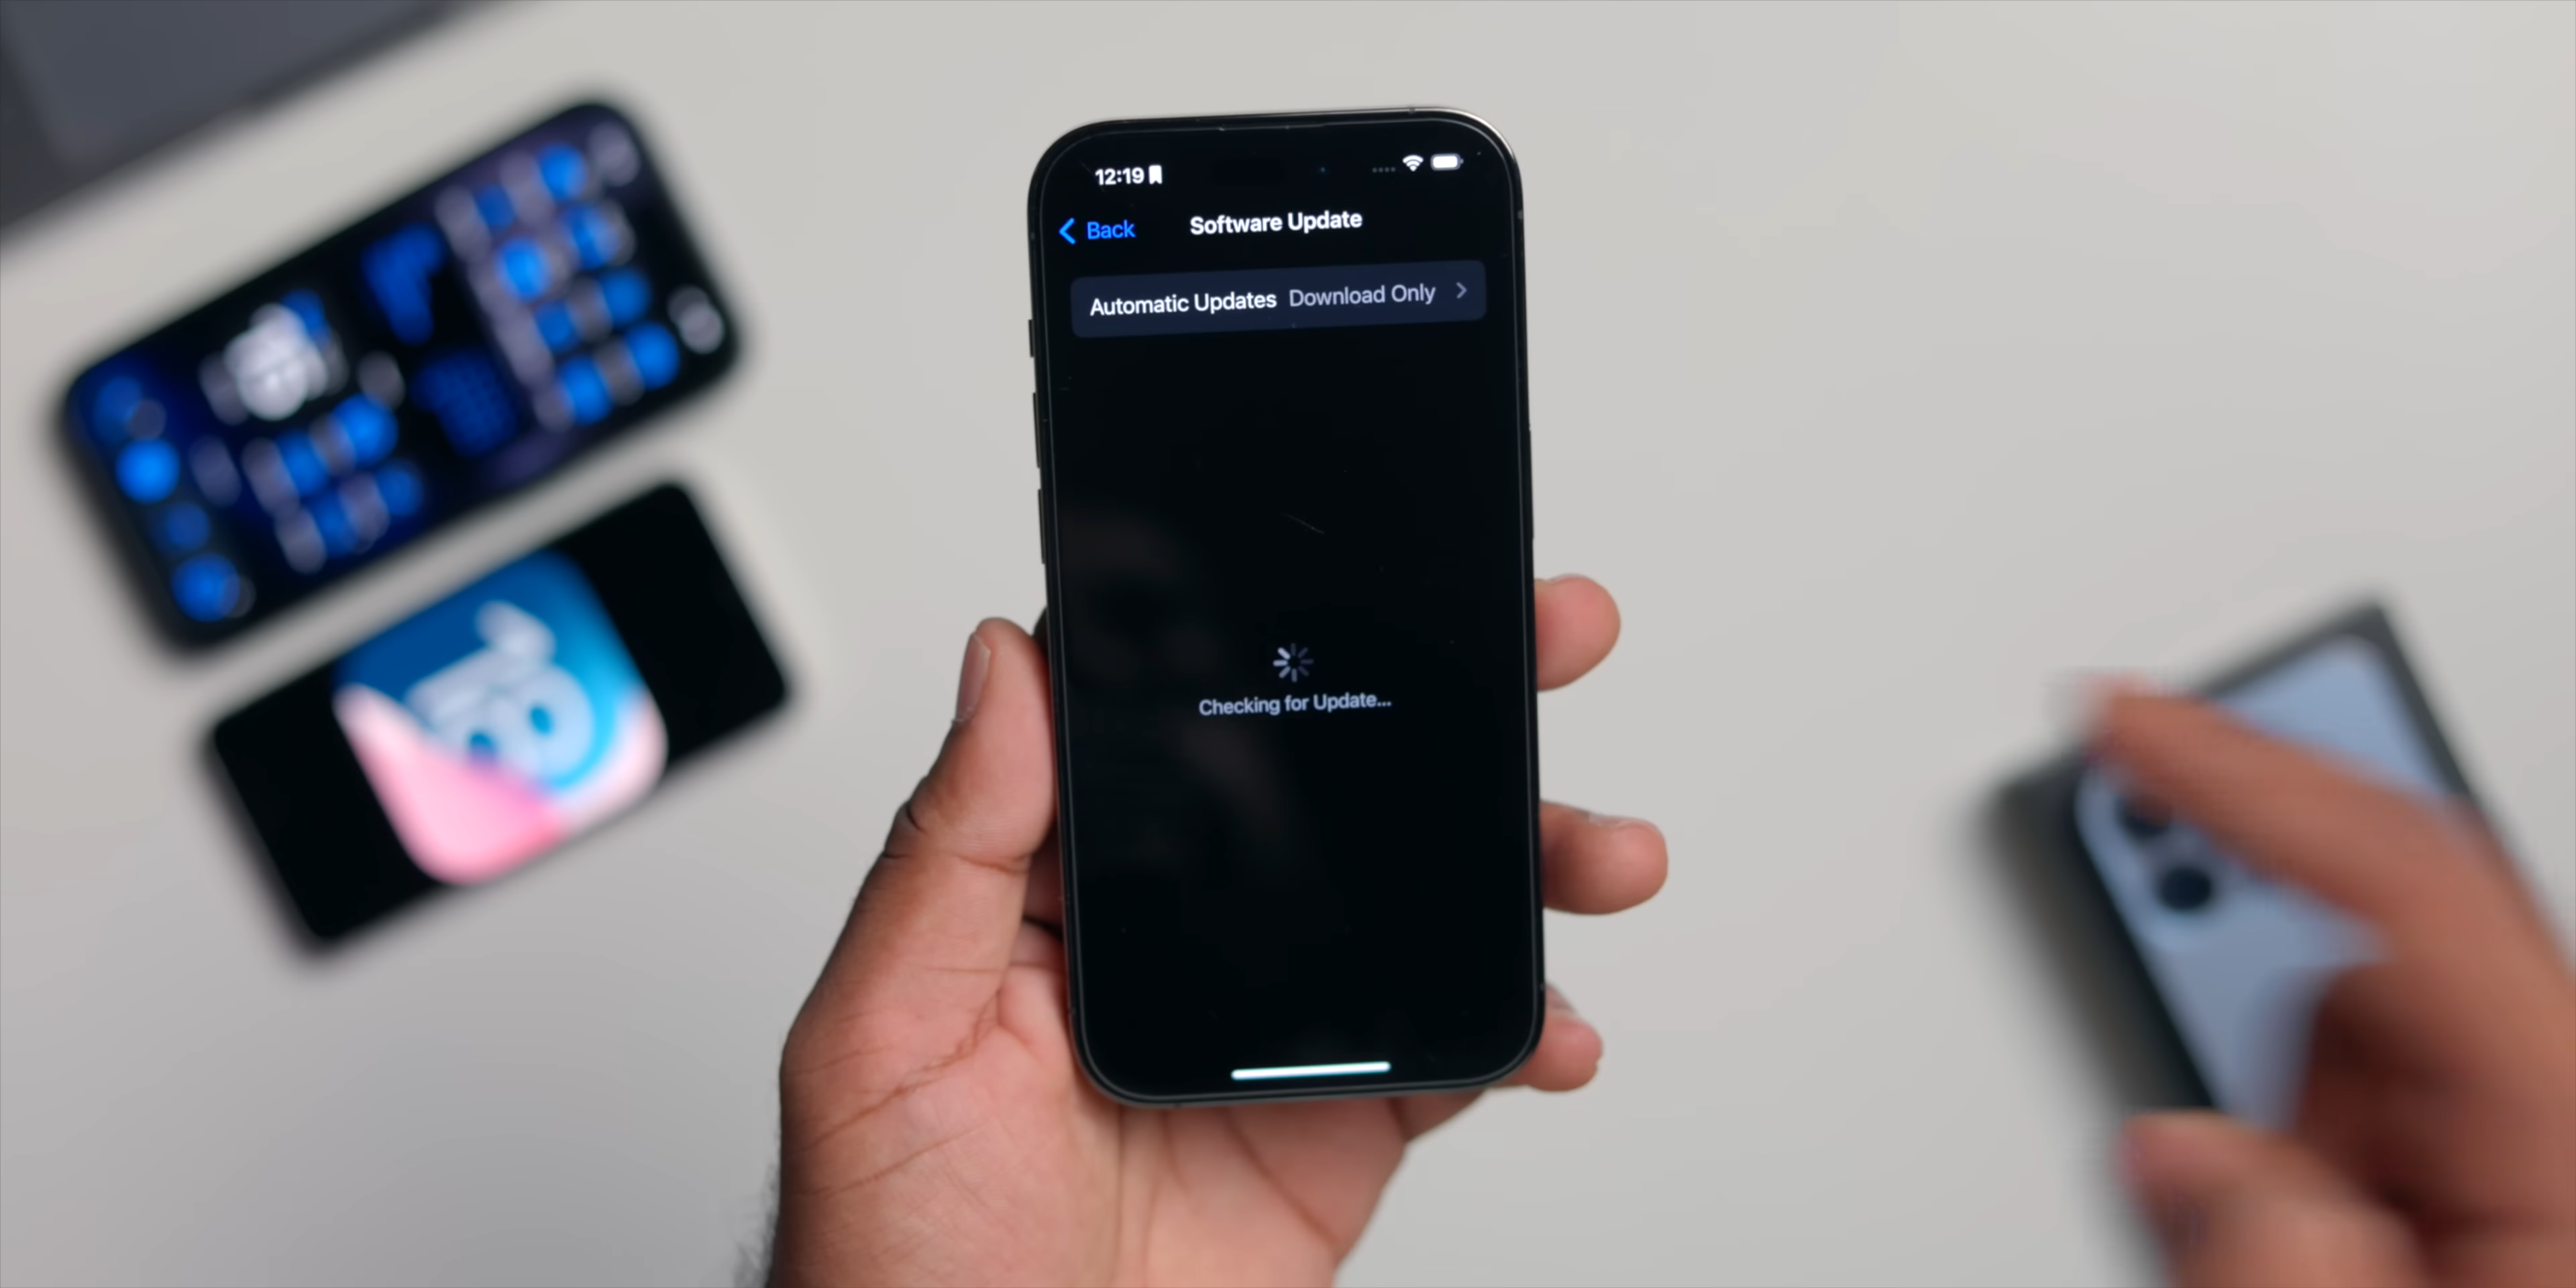 12:19
Back
Software Update
Automatic Updates Download Only
Checking for Update...